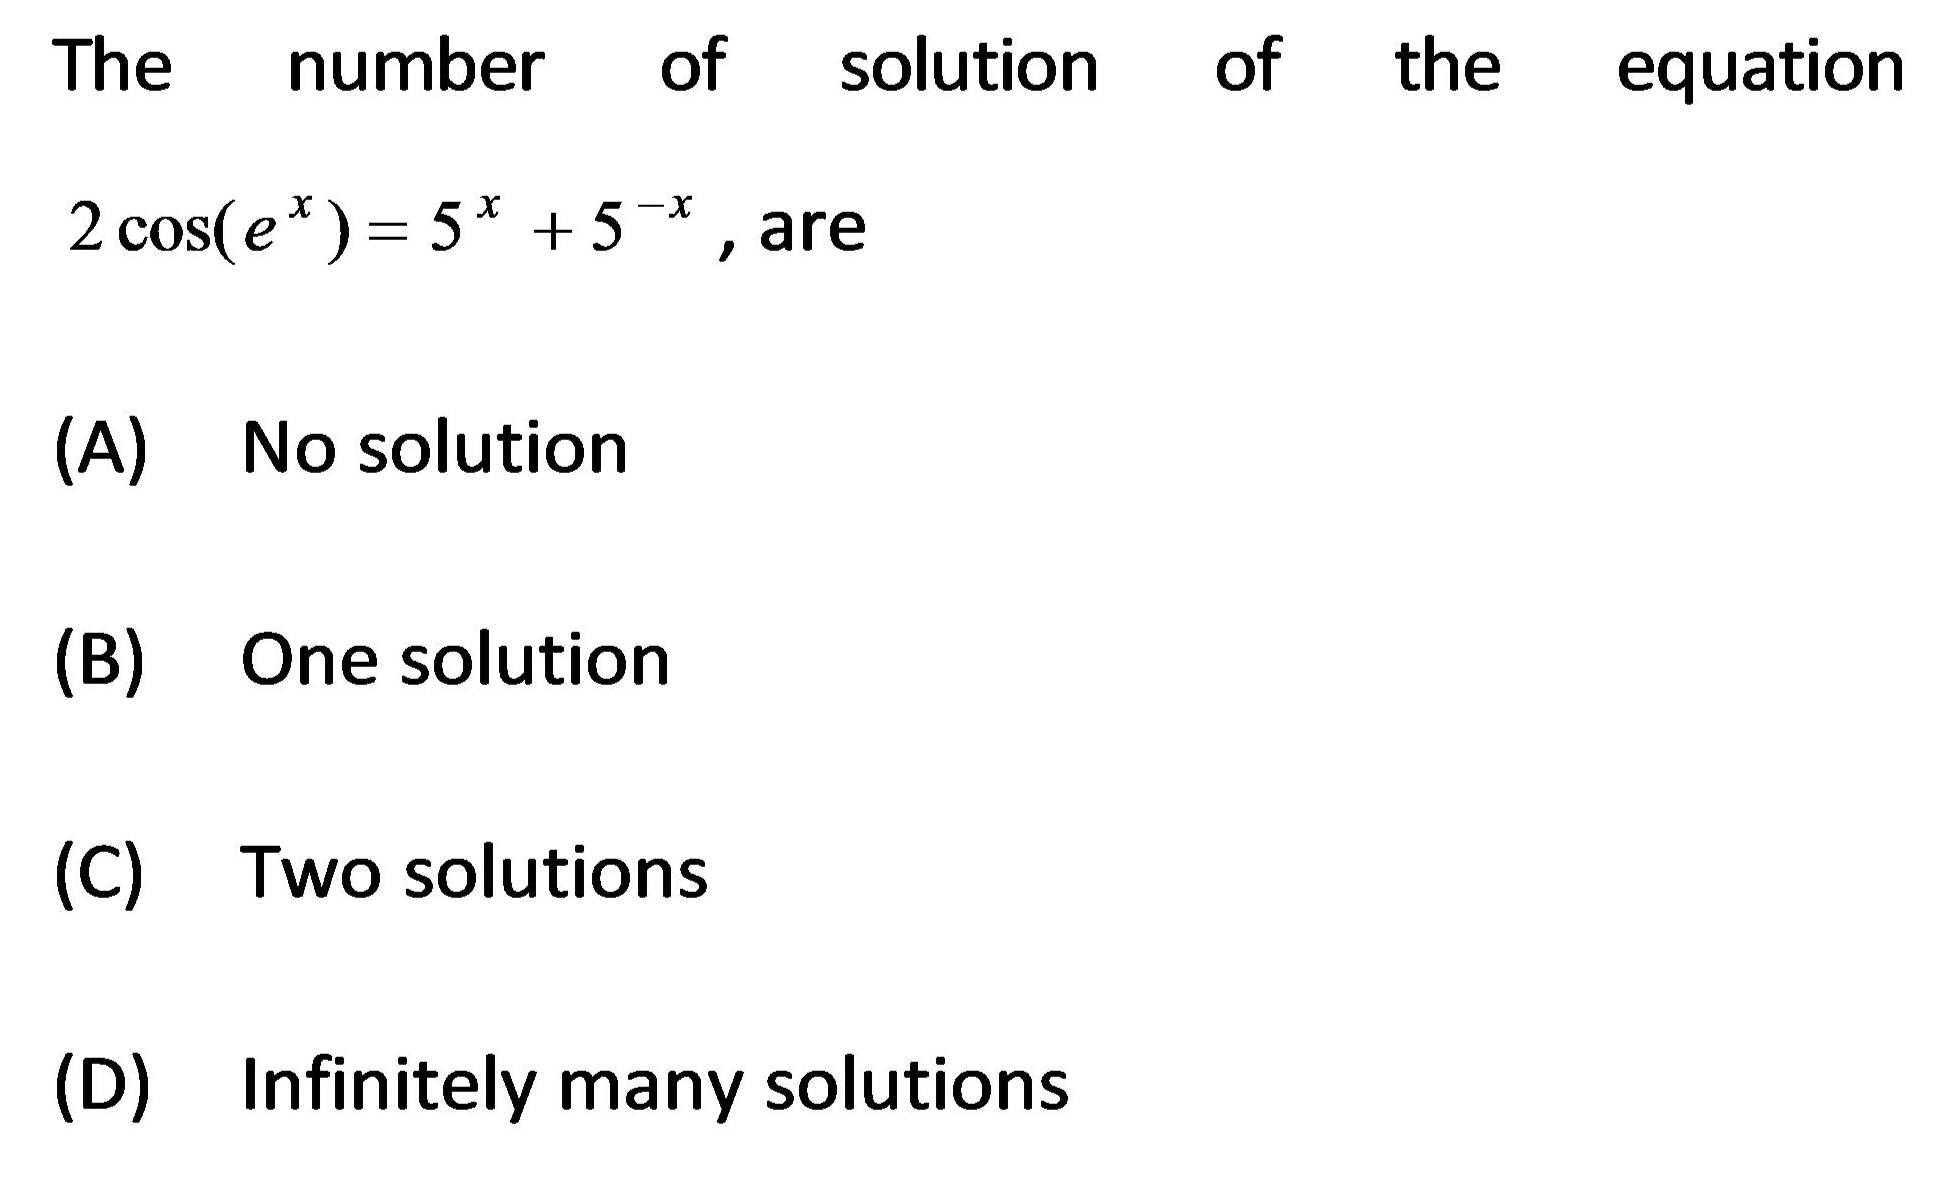 The number of solution of the equation
2 cos(e^x) = 5^x + 5^{-x} , are
(A) No solution
(B) One solution
(C) Two solutions
(D) Infinitely many solutions